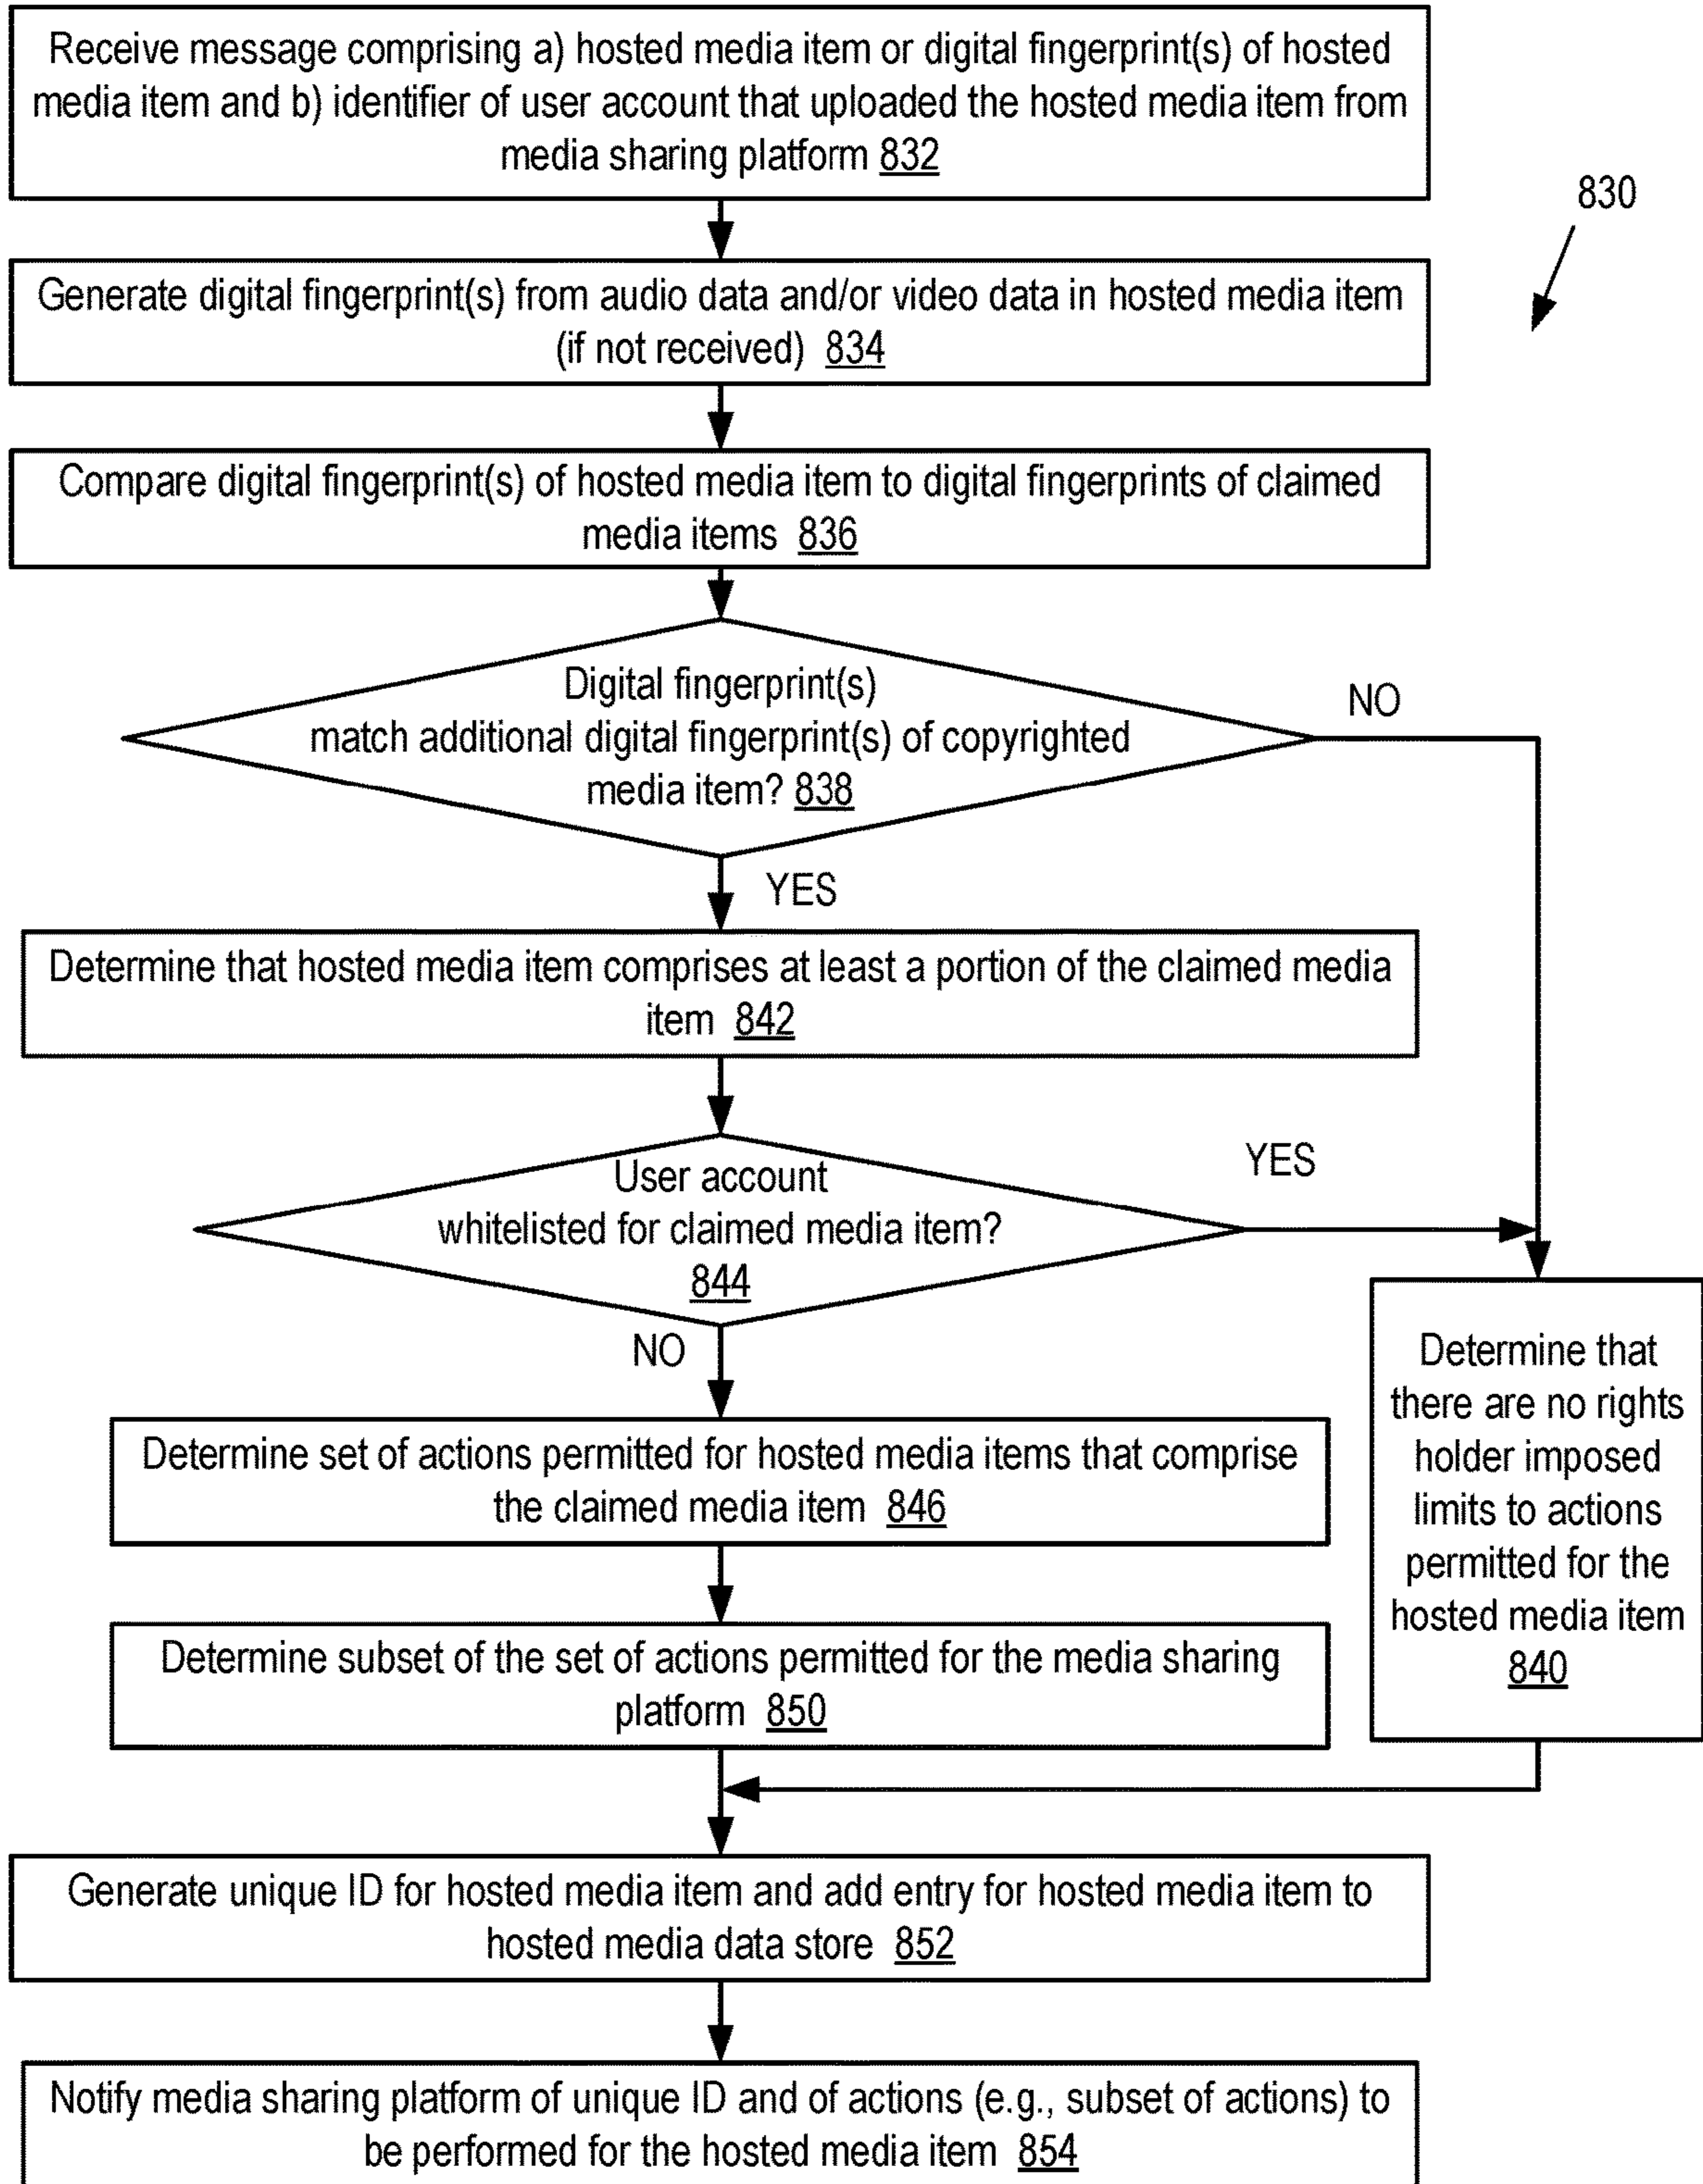 Receive message comprising a) hosted media item or digital fingerprint(s) of hosted
media item and b) identifier of user account that uploaded the hosted media item from
media sharing platform 832
830
Generate digital fingerprint(s) from audio data and/or video data in hosted media item
(if not received) 834
Compare digital fingerprint(s) of hosted media item to digital fingerprints of claimed
media items 836
Digital fingerprint(s)
match additional digital fingerprint(s) of copyrighted
media item? 838
NO
YES
Determine that hosted media item comprises at least a portion of the claimed media
item 842
User account
whitelisted for claimed media item?
844
YES
NO
Determine that
there are no rights
holder imposed
limits to actions
permitted for the
hosted media item
840
Determine set of actions permitted for hosted media items that comprise
the claimed media item 846
Determine subset of the set of actions permitted for the media sharing
platform 850
Generate unique ID for hosted media item and add entry for hosted media item to
hosted media data store 852
Notify media sharing platform of unique ID and of actions (e.g., subset of actions) to
be performed for the hosted media item 854